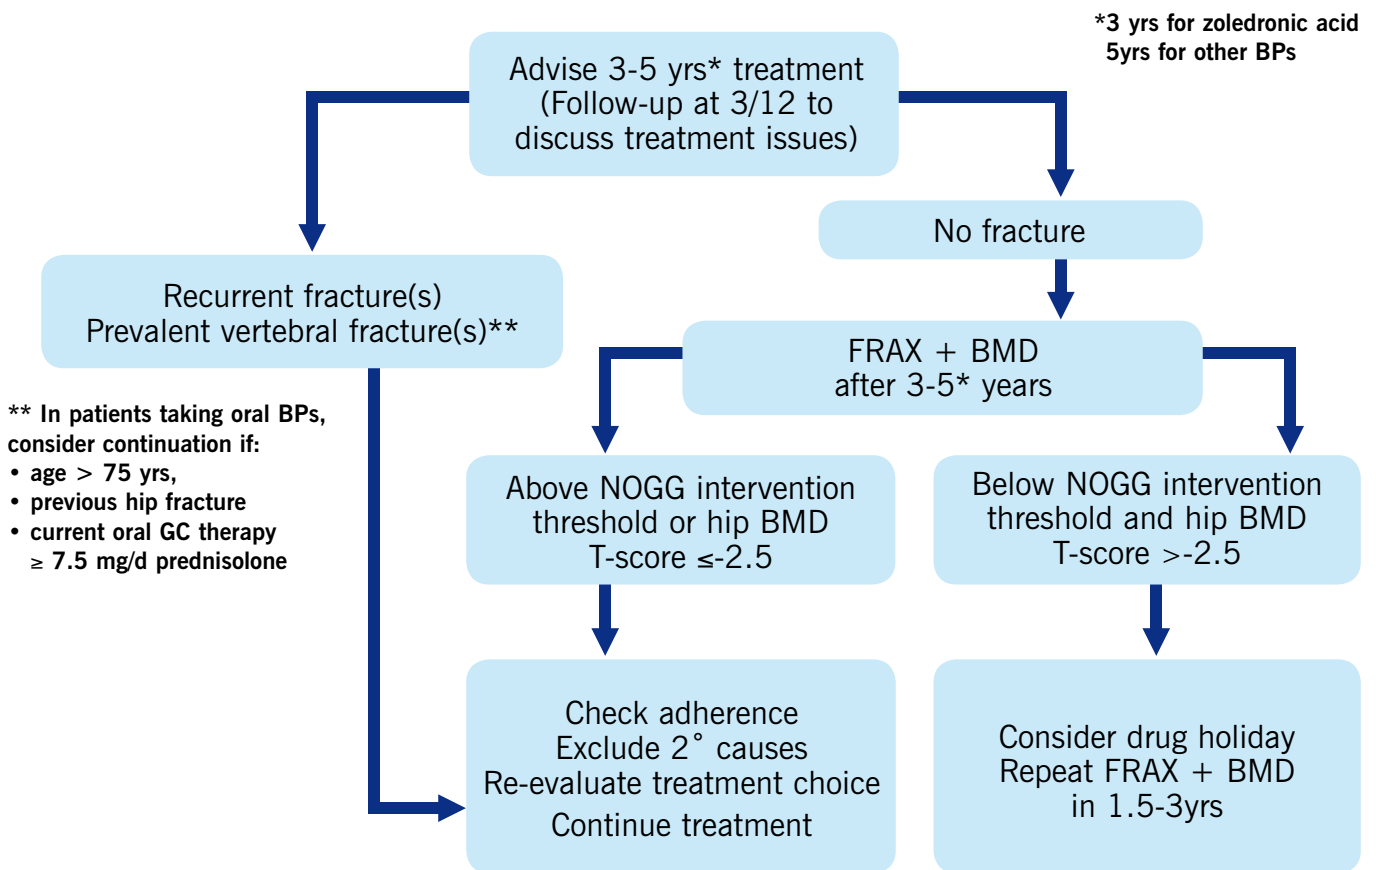 *3 yrs for zoledronic acid
5yrs for other BPs
Advise 3-5 yrs* treatment
(Follow-up at 3/12 to
discuss treatment issues)
No fracture
Recurrent fracture(s)
Prevalent vertebral fracture(s)**
FRAX + BMD
after 3-5* years
** In patients taking oral BPs,
consider continuation if:
• age > 75 yrs,
• previous hip fracture
• current oral GC therapy
≥ 7.5 mg/d prednisolone
Above NOGG intervention
threshold or hip BMD
T-score ≤-2.5
Below NOGG intervention
threshold and hip BMD
T-score >-2.5
Check adherence
Exclude 2˚ causes
Re-evaluate treatment choice
Continue treatment
Consider drug holiday
Repeat FRAX + BMD
in 1.5-3yrs